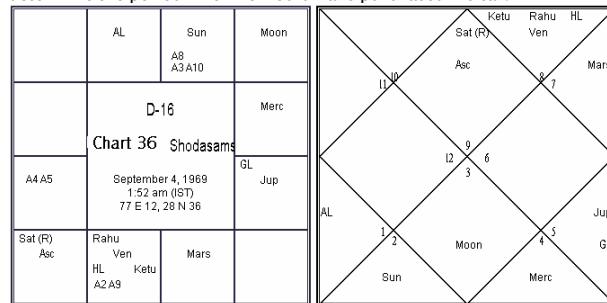 AL
Sun
Moon
A8
A3 A10
D-16
Chart 36 Shodasams
Merc
September 4, 1969
1:52 am (IST)
77 E 12, 28 N 36
A4 A5
GL
Jup
Sat (R)
Asc
Rahu
Ven
HL Ketu
A2 A9
Mars
Ketu Rahu HL
Sat (R) Ven
Asc
Mars
10
11
8
7
9
12 6
3
AL
1
2
5
4
Jup
G
Moon
Sun
Merc